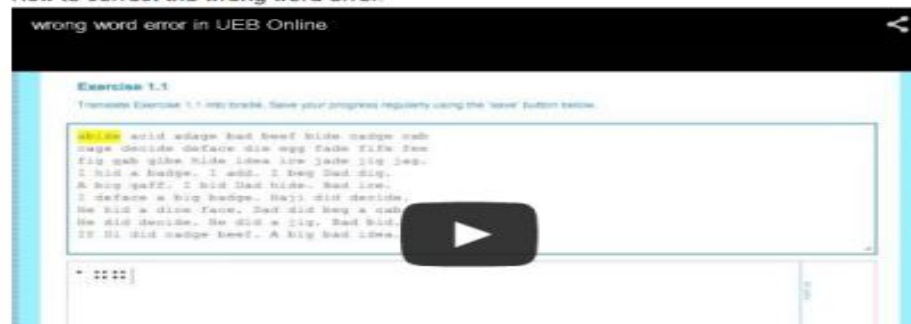 How to correct the wrong word error:
wrong word error in UEB Online
Exercise 1.1
Translate Exercise 1.1 into braille. Save your progress regularly using the 'save' button below.
abide acid adage bad beef bide cadge cab
cage decide deface die egg fade fife fee
fig gab gibe hide idea ice jade jig jag.
I hid a badge. I add. I beg Dad dig.
A big gaff. I bid Dad hide. Bad ice.
I deface a big badge. Haji did decide.
He hid a dice face. Dad did beg a cab.
He did decide. He did a jig. Dad hid.
If Di did cadge beef. A big bad idea.